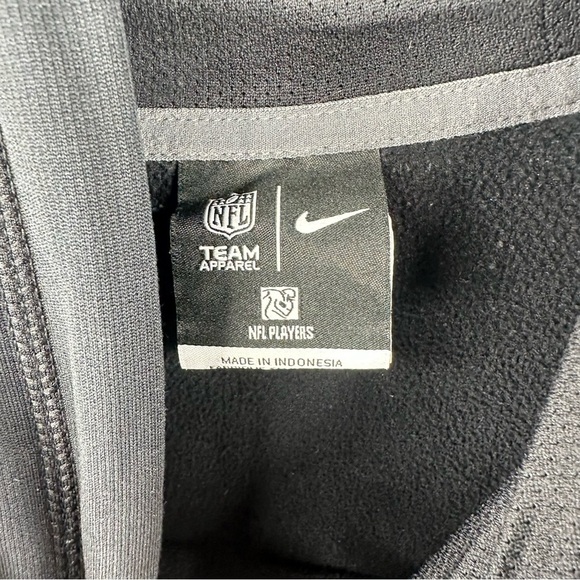 NFL
TEAM
APPAREL
NFL PLAYERS
MADE IN INDONESIA